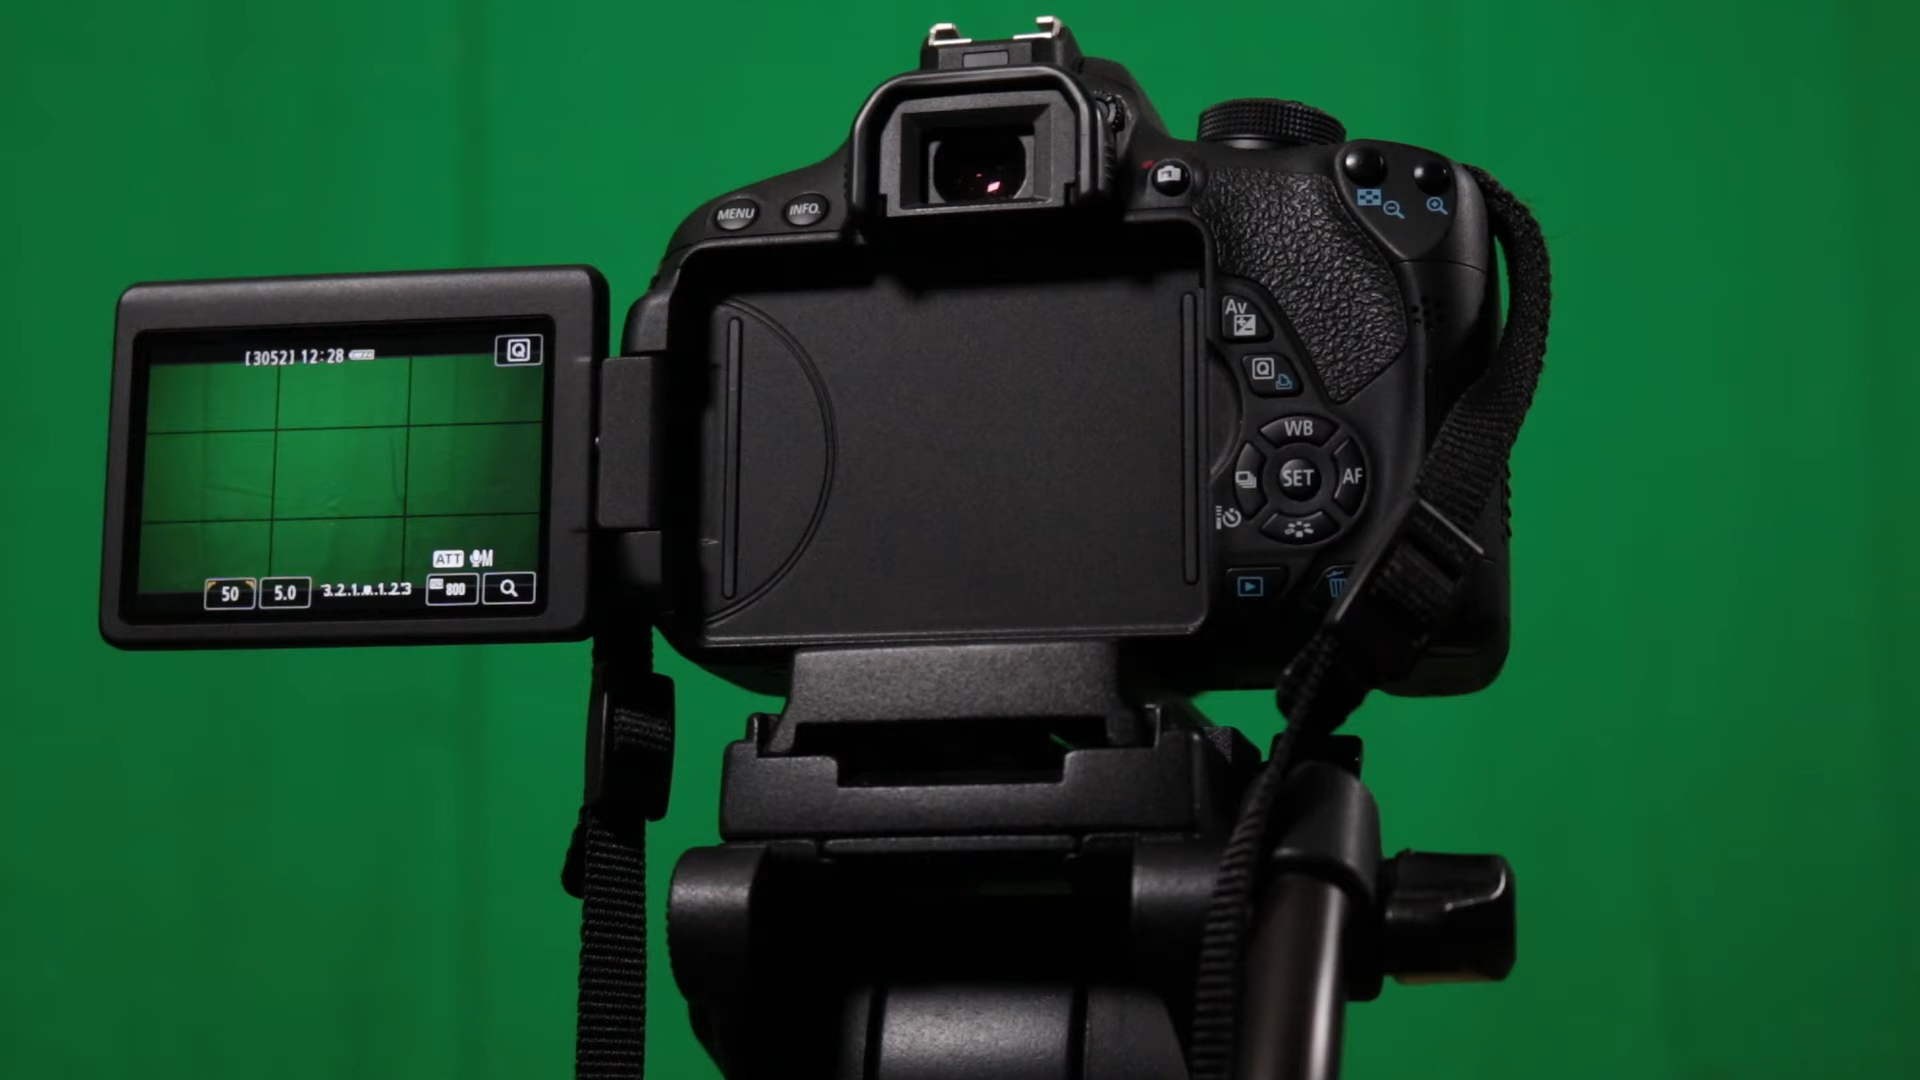 MENU
INFO.
[3052] 12:28
Q
ATT M
50 5.0 3.2.1.0.1.2.3 800
Av
Q
WB
SET
AF